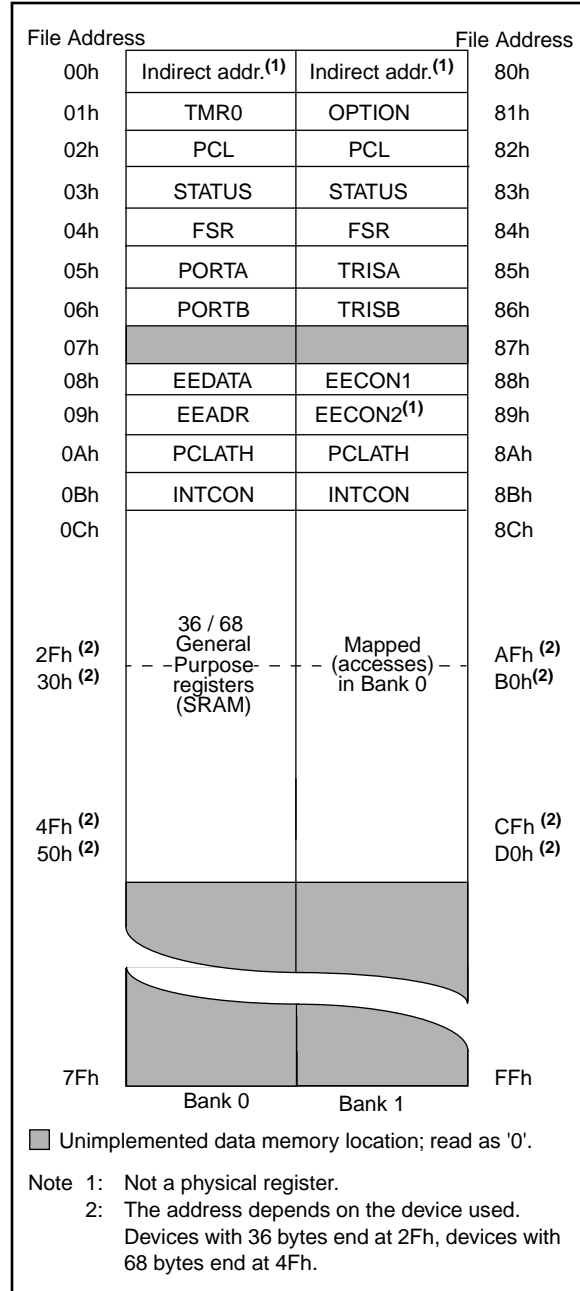 File Address File Address
00h Indirect addr.(1) Indirect addr.(1) 80h
01h TMR0 OPTION 81h
02h PCL PCL 82h
03h STATUS STATUS 83h
04h FSR FSR 84h
05h PORTA TRISA 85h
06h PORTB TRISB 86h
07h 87h
08h EEDATA EECON1 88h
09h EEADR EECON2(1) 89h
0Ah PCLATH PCLATH 8Ah
0Bh INTCON INTCON 8Bh
0Ch 8Ch
36 / 68
General
Purpose
registers
(SRAM)
Mapped
(accesses)
in Bank 0
2Fh (2) AFh (2)
30h (2) B0h(2)
4Fh (2) CFh (2)
50h (2) D0h (2)
7Fh FFh
Bank 0 Bank 1
Unimplemented data memory location; read as '0'.
Note 1: Not a physical register.
2: The address depends on the device used.
Devices with 36 bytes end at 2Fh, devices with
68 bytes end at 4Fh.